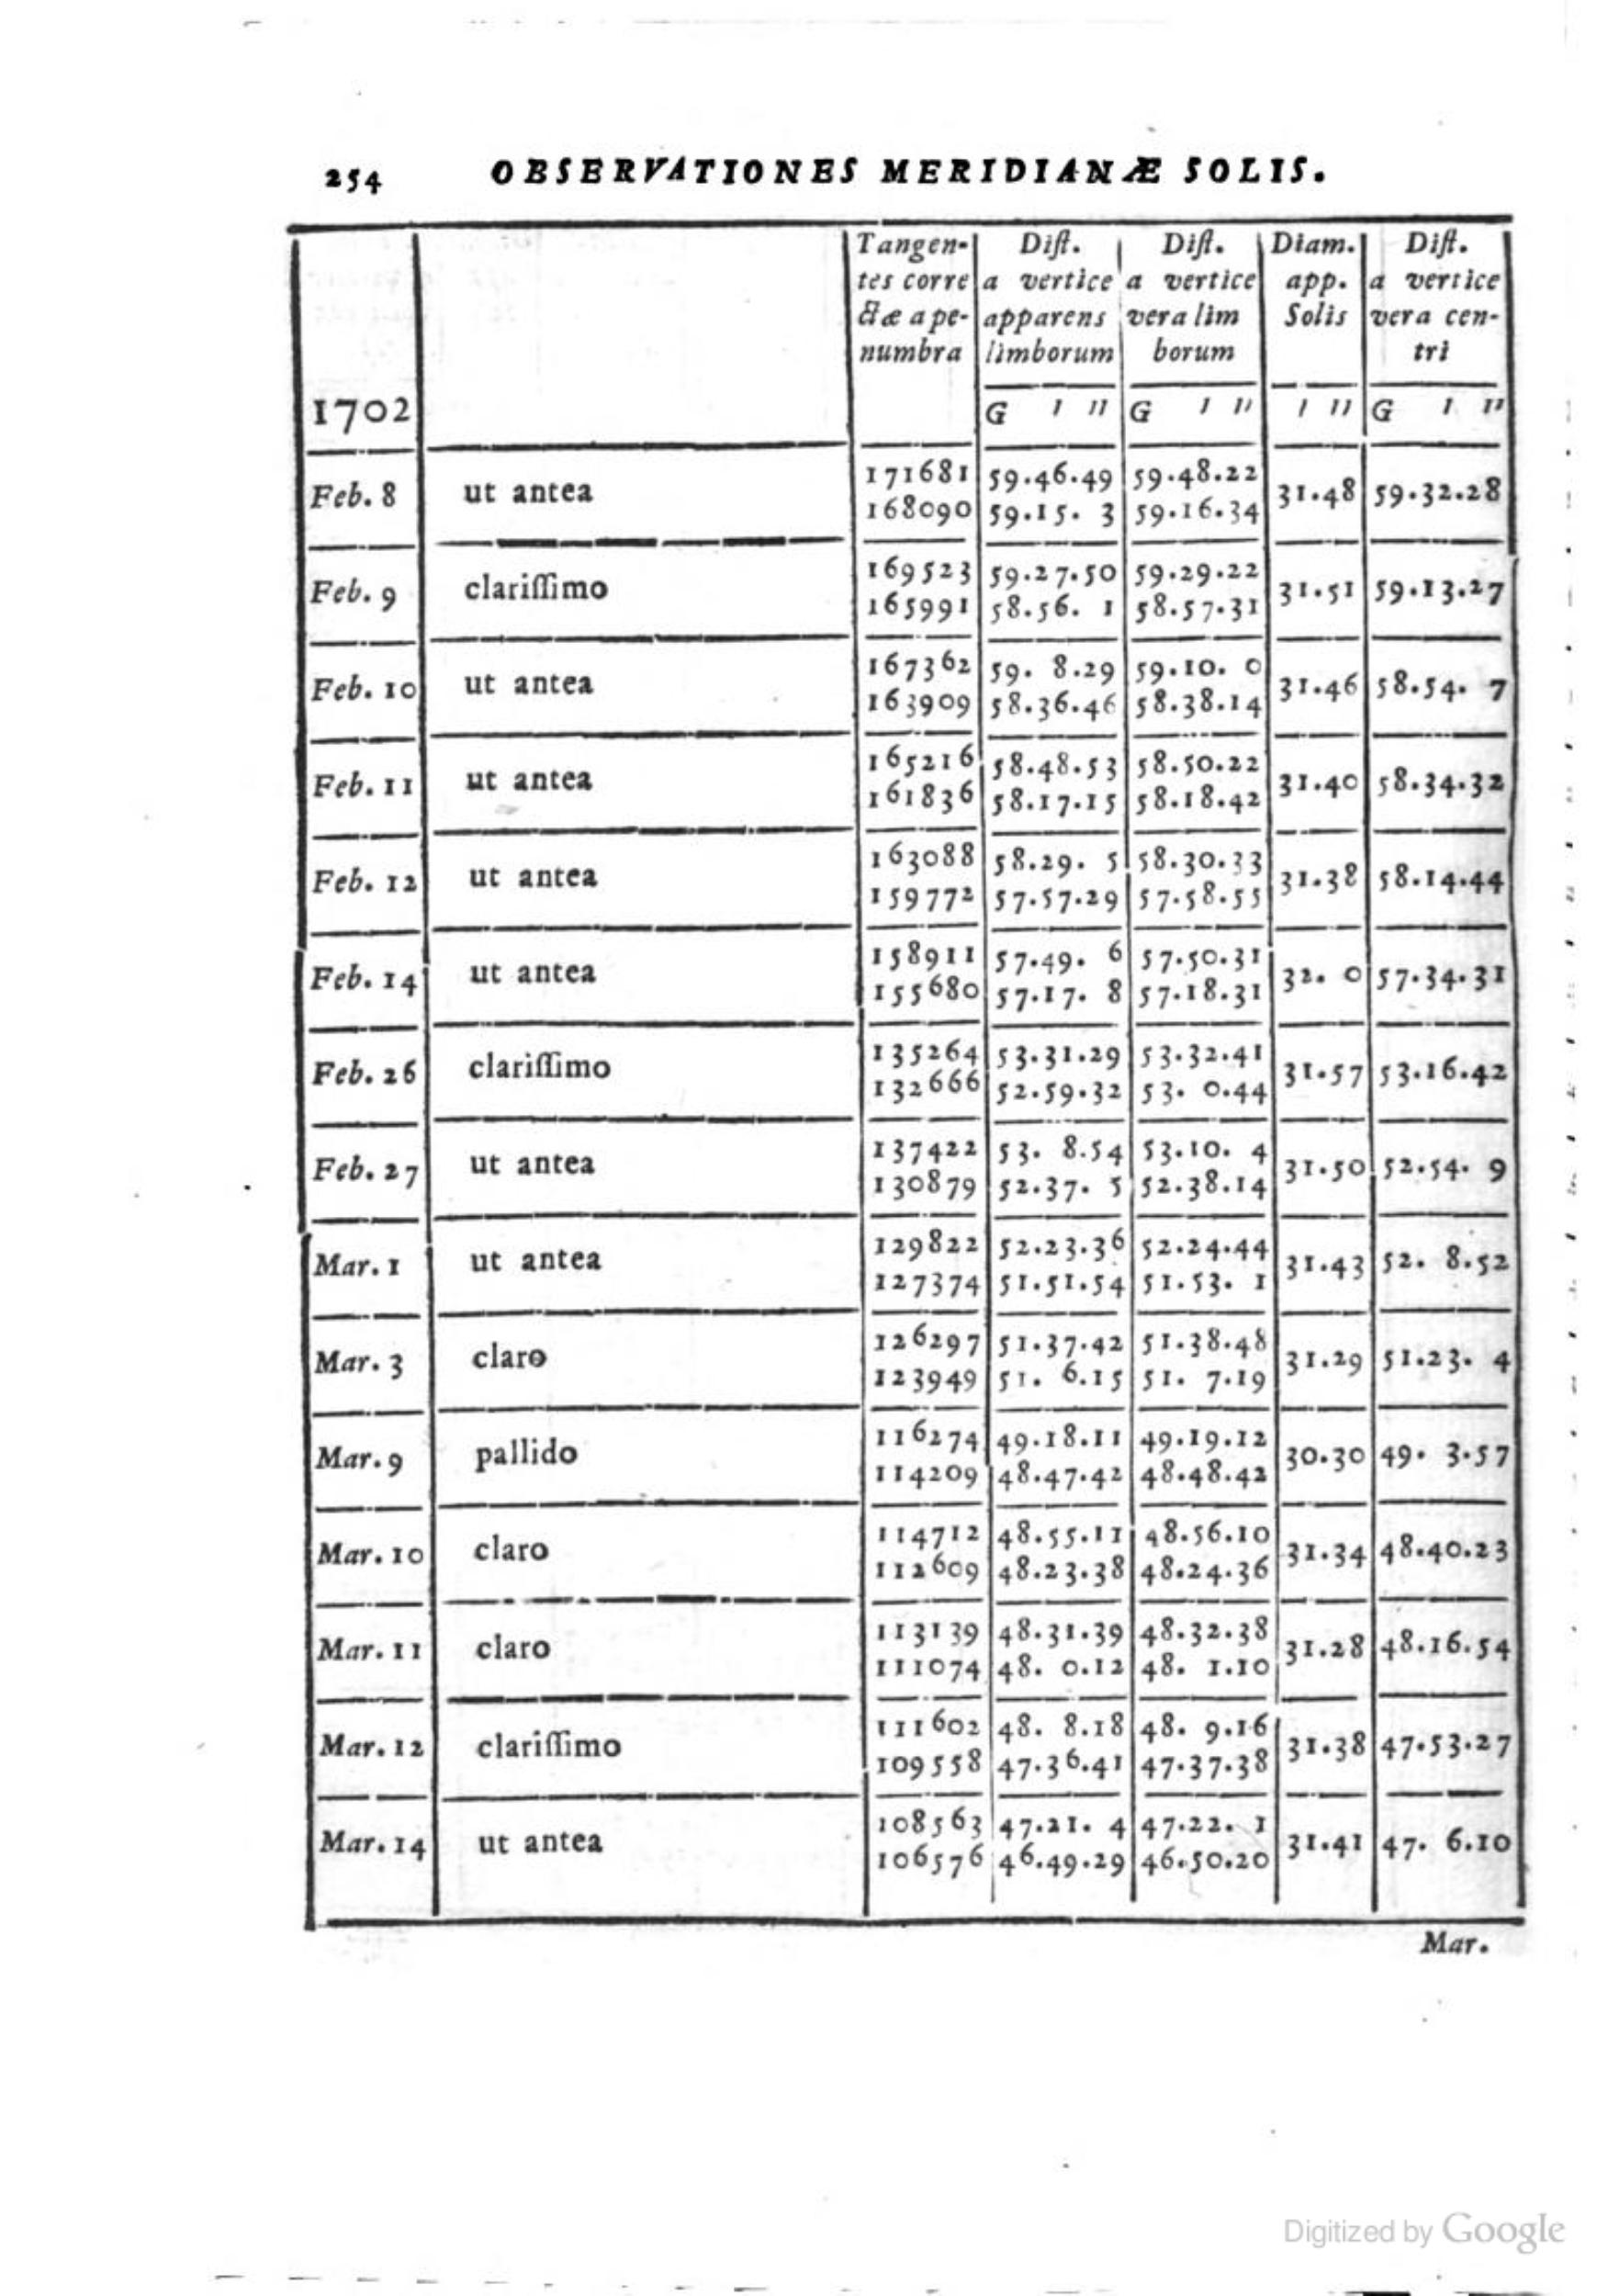 254 OBSERVATIONES MERIDIANÆ SOLIS.
Tangen- Diſt. Diſt. Diam. Diſt.
tes corre a vertice a vertice app. a vertice
ctæ a pe- apparens vera lim Solis vera cen-
numbra limborum borum tri
1702 G ı ıı G ı ıı ı ıı G ı ıı
171681 59.46.49 59.48.22
Feb. 8 ut antea 31.48 59.32.28
168090 59.15. 3 59.16.34
169523 59.27.50 59.29.22
Feb. 9 clariſſimo 31.51 59.13.27
165991 58.56. 1 58.57.31
167362 59. 8.29 59.10. 0
Feb. 10 ut antea 31.46 58.54. 7
163909 58.36.46 58.38.14
165216 58.48.53 58.50.22
Feb. 11 ut antea 31.40 58.34.32
161836 58.17.15 58.18.42
163088 58.29. 5 58.30.33
Feb. 12 ut antea 31.38 58.14.44
159772 57.57.29 57.58.55
158911 57.49. 6 57.50.31
Feb. 14 ut antea 32. 0 57.34.31
155680 57.17. 8 57.18.31
135264 53.31.29 53.32.41
Feb. 26 clariſſimo 31.57 53.16.42
132666 52.59.32 53. 0.44
137422 53. 8.54 53.10. 4
Feb. 27 ut antea 31.50 52.54. 9
130879 52.37. 5 52.38.14
129822 52.23.36 52.24.44
Mar. 1 ut antea 31.43 52. 8.52
127374 51.51.54 51.53. 1
126297 51.37.42 51.38.48
Mar. 3 claro 31.29 51.23. 4
123949 51. 6.15 51. 7.19
116274 49.18.11 49.19.12
Mar. 9 pallido 30.30 49. 3.57
114209 48.47.42 48.48.42
114712 48.55.11 48.56.10
Mar. 10 claro 31.34 48.40.23
112609 48.23.38 48.24.36
113139 48.31.39 48.32.38
Mar. 11 claro 31.28 48.16.54
111074 48. 0.12 48. 1.10
111602 48. 8.18 48. 9.16
Mar. 12 clariſſimo 31.38 47.53.27
109558 47.36.41 47.37.38
108563 47.21. 4 47.22. 1
Mar. 14 ut antea 31.41 47. 6.10
106576 46.49.29 46.50.20
Mar.
Digitized by Google